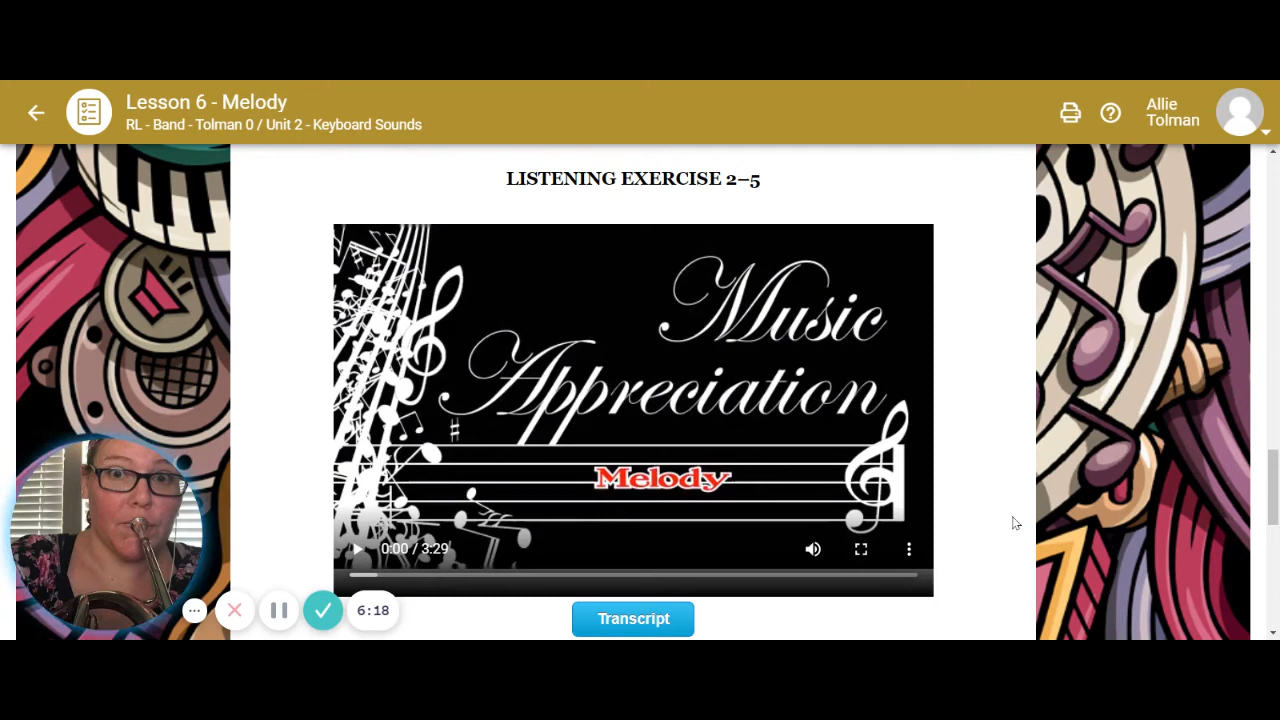 Lesson 6 - Melody
RL - Band - Tolman 0 / Unit 2 - Keyboard Sounds
Allie
Tolman
LISTENING EXERCISE 2–5
Music
Appreciation
Melody
0:00 / 3:29
6:18
Transcript